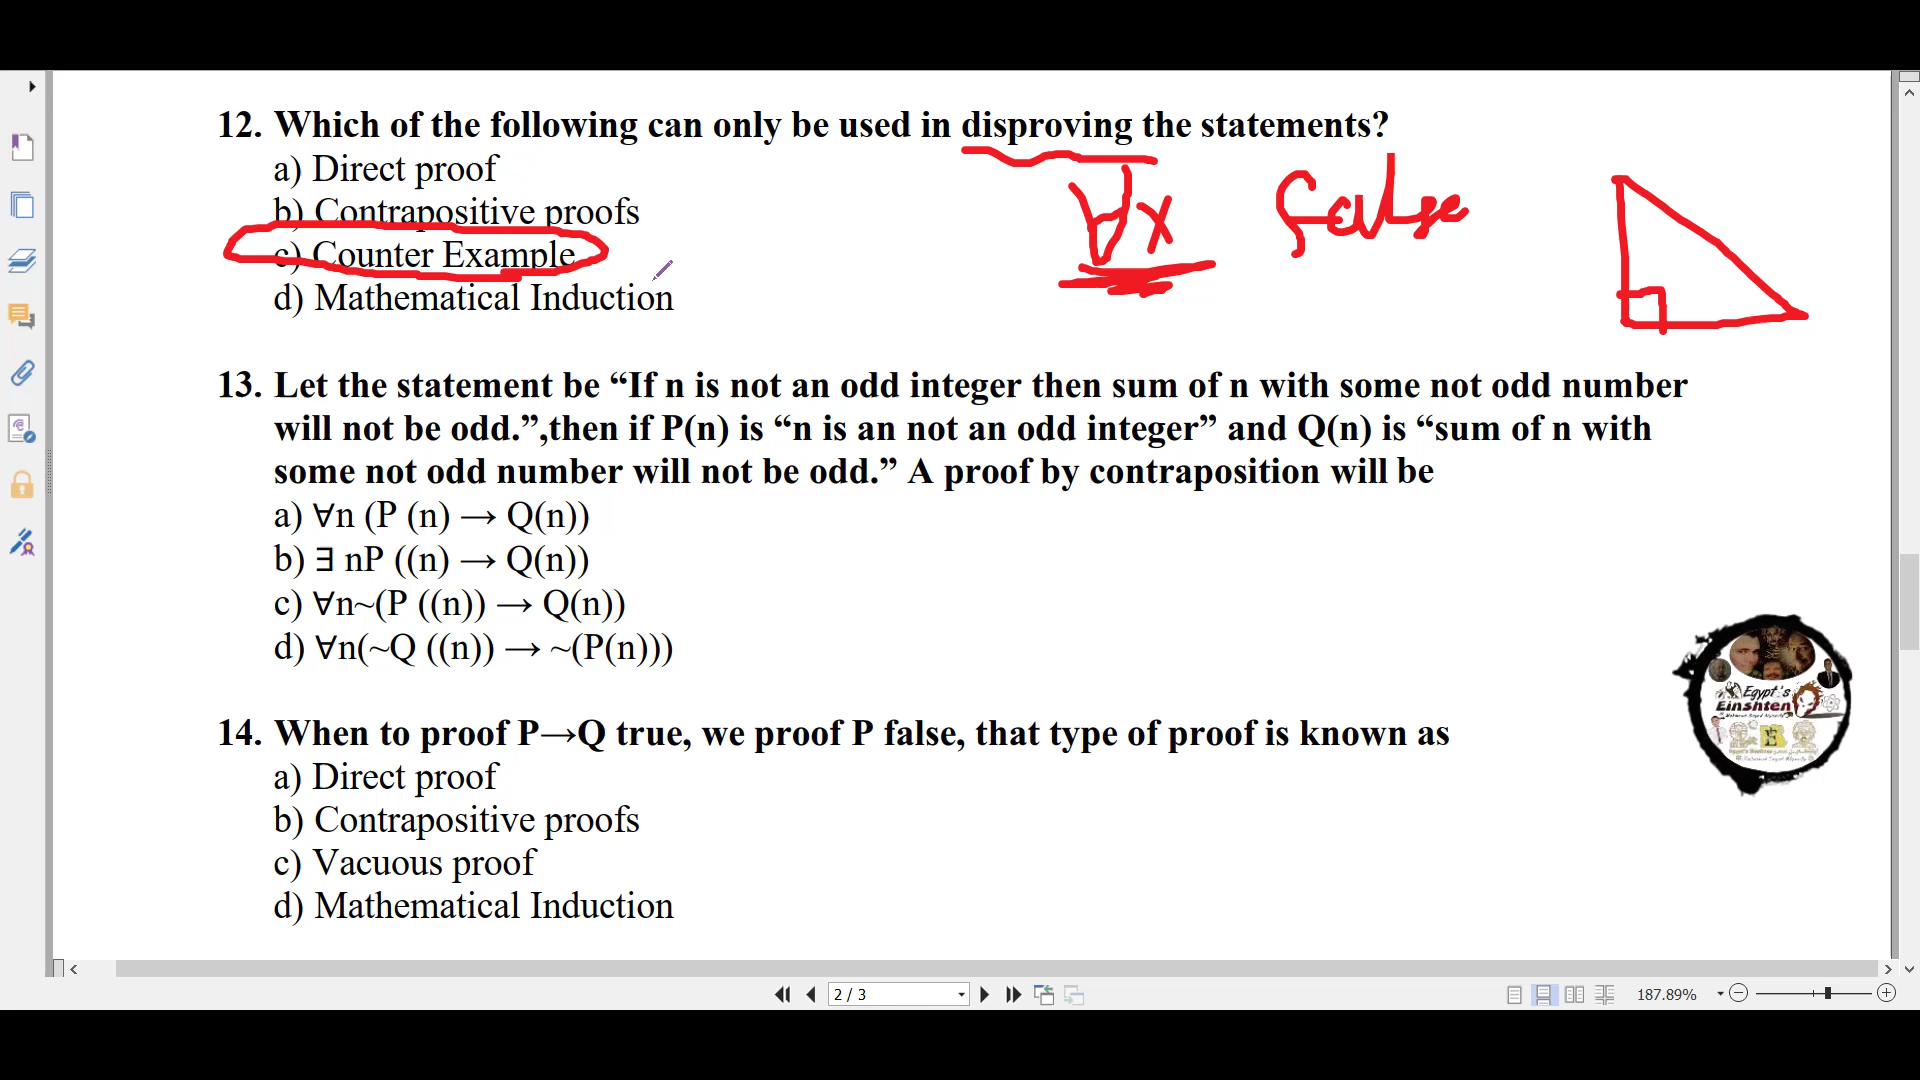 12. Which of the following can only be used in disproving the statements?
a) Direct proof
b) Contrapositive proofs
c) Counter Example
d) Mathematical Induction
∀x false
13. Let the statement be “If n is not an odd integer then sum of n with some not odd number
will not be odd.”,then if P(n) is “n is an not an odd integer” and Q(n) is “sum of n with
some not odd number will not be odd.” A proof by contraposition will be
a) ∀n (P (n) → Q(n))
b) ∃ nP ((n) → Q(n))
c) ∀n~(P ((n)) → Q(n))
d) ∀n(~Q ((n)) → ~(P(n)))
Egypt's
Einshten
14. When to proof P→Q true, we proof P false, that type of proof is known as
a) Direct proof
b) Contrapositive proofs
c) Vacuous proof
d) Mathematical Induction
2 / 3
187.89%